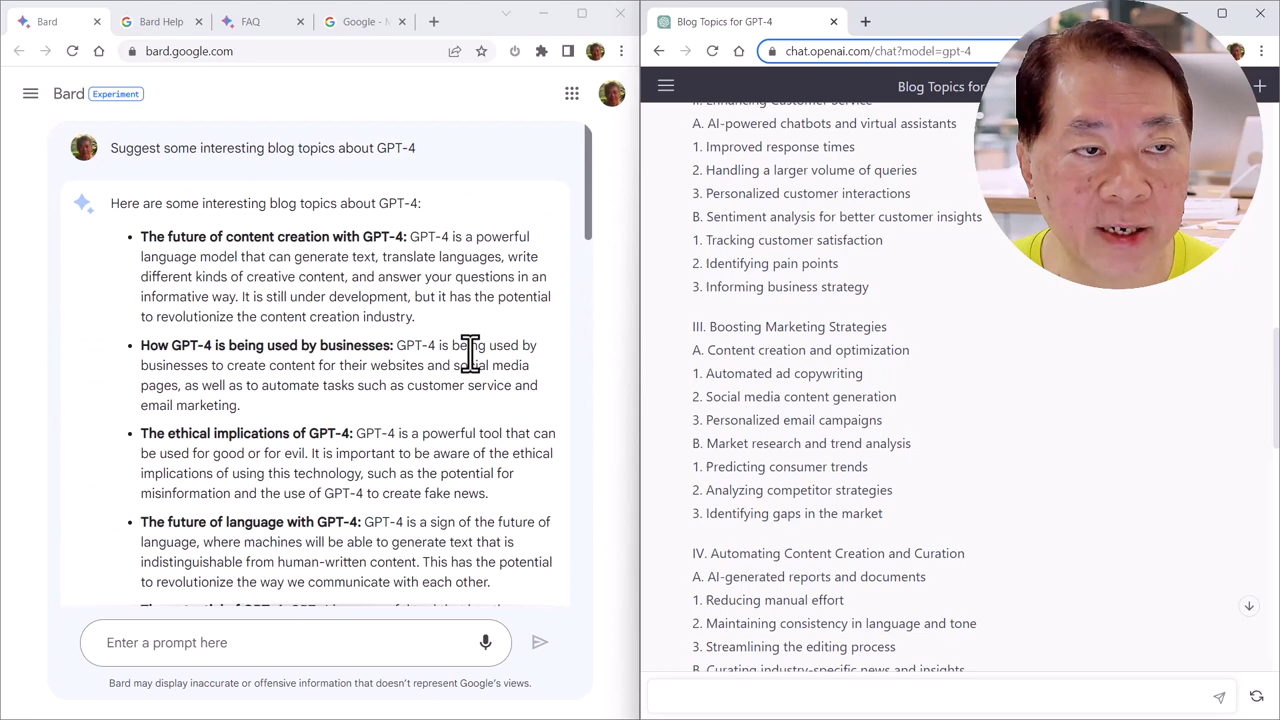 Bard
Bard Help
FAQ
Google - M
Blog Topics for GPT-4
bard.google.com
chat.openai.com/chat?model=gpt-4
Bard Experiment
Suggest some interesting blog topics about GPT-4
Here are some interesting blog topics about GPT-4:
• The future of content creation with GPT-4: GPT-4 is a powerful
language model that can generate text, translate languages, write
different kinds of creative content, and answer your questions in an
informative way. It is still under development, but it has the potential
to revolutionize the content creation industry.
• How GPT-4 is being used by businesses: GPT-4 is being used by
businesses to create content for their websites and social media
pages, as well as to automate tasks such as customer service and
email marketing.
• The ethical implications of GPT-4: GPT-4 is a powerful tool that can
be used for good or for evil. It is important to be aware of the ethical
implications of using this technology, such as the potential for
misinformation and the use of GPT-4 to create fake news.
• The future of language with GPT-4: GPT-4 is a sign of the future of
language, where machines will be able to generate text that is
indistinguishable from human-written content. This has the potential
to revolutionize the way we communicate with each other.
Enter a prompt here
Bard may display inaccurate or offensive information that doesn't represent Google's views.
Blog Topics for
II. Enhancing Customer Service
A. AI-powered chatbots and virtual assistants
1. Improved response times
2. Handling a larger volume of queries
3. Personalized customer interactions
B. Sentiment analysis for better customer insights
1. Tracking customer satisfaction
2. Identifying pain points
3. Informing business strategy
III. Boosting Marketing Strategies
A. Content creation and optimization
1. Automated ad copywriting
2. Social media content generation
3. Personalized email campaigns
B. Market research and trend analysis
1. Predicting consumer trends
2. Analyzing competitor strategies
3. Identifying gaps in the market
IV. Automating Content Creation and Curation
A. AI-generated reports and documents
1. Reducing manual effort
2. Maintaining consistency in language and tone
3. Streamlining the editing process
B. Curating industry-specific news and insights